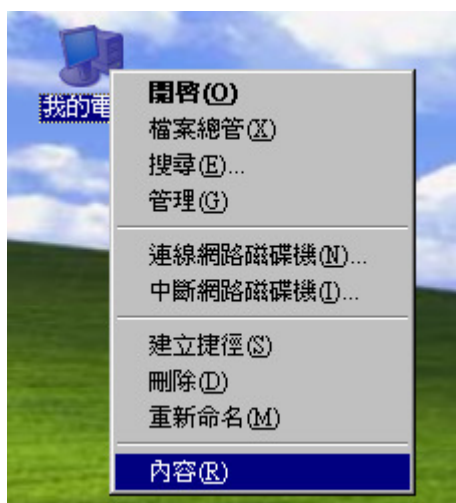 我的電
開啓(O)
檔案總管(X)
搜尋(E)...
管理(G)
連線網路磁碟機(N)...
中斷網路磁碟機(I)...
建立捷徑(S)
刪除(D)
重新命名(M)
內容(R)